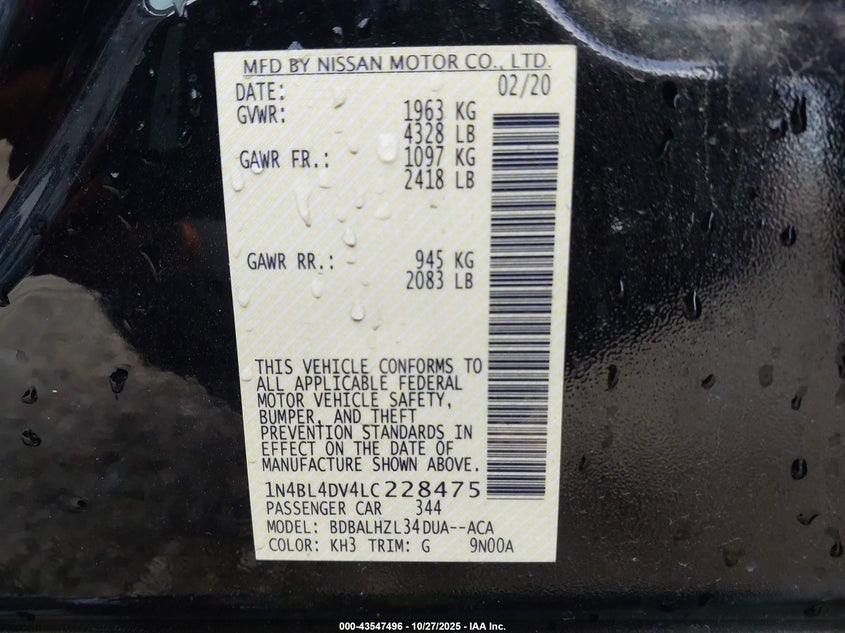 MFD BY NISSAN MOTOR CO., LTD.
DATE: 02/20
GVWR: 1963 KG
4328 LB
GAWR FR.: 1097 KG
2418 LB
GAWR RR.: 945 KG
2083 LB
THIS VEHICLE CONFORMS TO
ALL APPLICABLE FEDERAL
MOTOR VEHICLE SAFETY,
BUMPER, AND THEFT
PREVENTION STANDARDS IN
EFFECT ON THE DATE OF
MANUFACTURE SHOWN ABOVE.
1N4BL4DV4LC228475
PASSENGER CAR 344
MODEL: BDBALHZL34DUA--ACA
COLOR: KH3 TRIM: G 9N00A
000-43547496 - 10/27/2025 - IAA Inc.